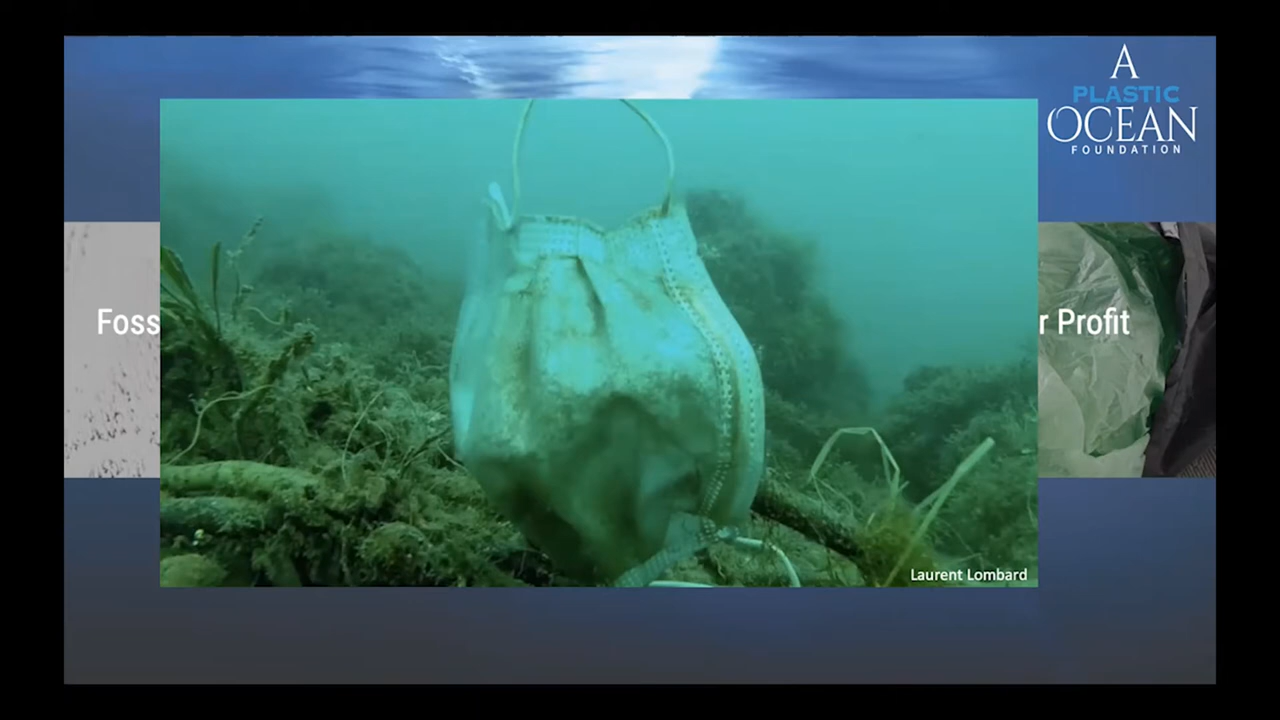 A
PLASTIC
OCEAN
FOUNDATION
Foss
r Profit
Laurent Lombard